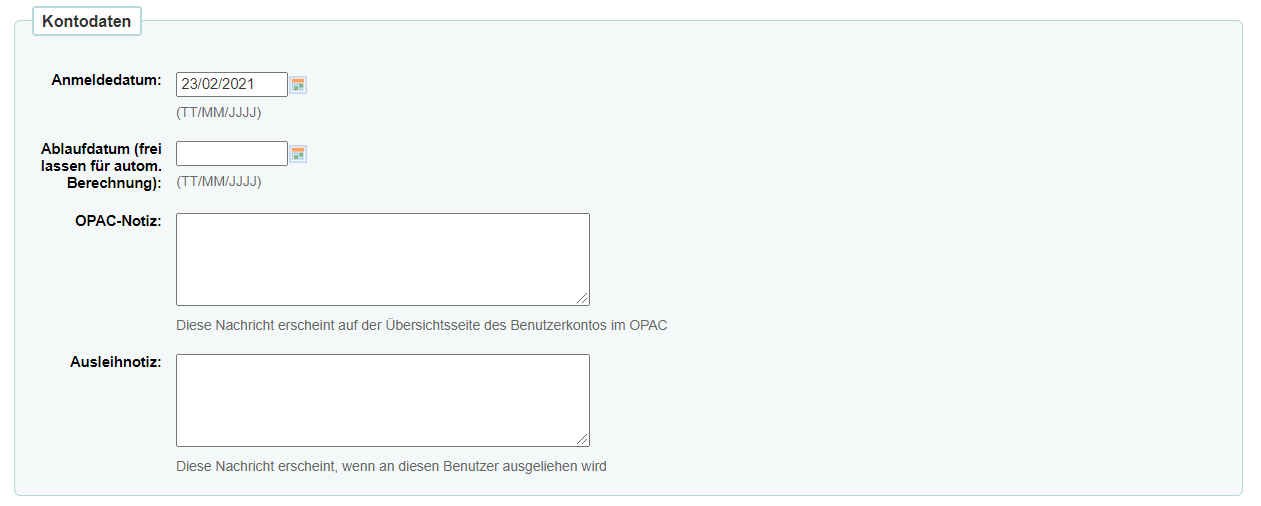 Kontodaten
Anmeldedatum:
23/02/2021
(TT/MM/JJJJ)
Ablaufdatum (frei
lassen für autom.
Berechnung):
(TT/MM/JJJJ)
OPAC-Notiz:
Diese Nachricht erscheint auf der Übersichtsseite des Benutzerkontos im OPAC
Ausleihnotiz:
Diese Nachricht erscheint, wenn an diesen Benutzer ausgeliehen wird